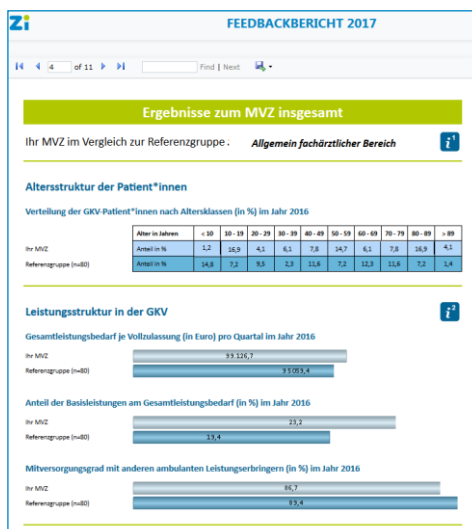 Zi
FEEDBACKBERICHT 2017
4 of 11 Find | Next
Ergebnisse zum MVZ insgesamt
Ihr MVZ im Vergleich zur Referenzgruppe. Allgemein fachärztlicher Bereich i1
Altersstruktur der Patient*innen
Verteilung der GKV-Patient*innen nach Altersklassen (in %) im Jahr 2016
Alter in Jahren < 10 10 - 19 20 - 29 30 - 39 40 - 49 50 - 59 60 - 69 70 - 79 80 - 89 > 89
Ihr MVZ Anteil in % 1,2 16,9 4,1 6,1 7,8 14,7 6,1 7,8 16,9 4,1
Referenzgruppe (n=80) Anteil in % 14,8 7,2 9,5 2,3 11,6 7,2 12,3 11,6 7,2 1,4
Leistungsstruktur in der GKV i2
Gesamtleistungsbedarf je Vollzulassung (in Euro) pro Quartal im Jahr 2016
Ihr MVZ 99.126,7
Referenzgruppe (n=80) 95093,4
Anteil der Basisleistungen am Gesamtleistungsbedarf (in %) im Jahr 2016
Ihr MVZ 23,2
Referenzgruppe (n=80) 19,4
Mitversorgungsgrad mit anderen ambulanten Leistungserbringern (in %) im Jahr 2016
Ihr MVZ 86,7
Referenzgruppe (n=80) 89,4